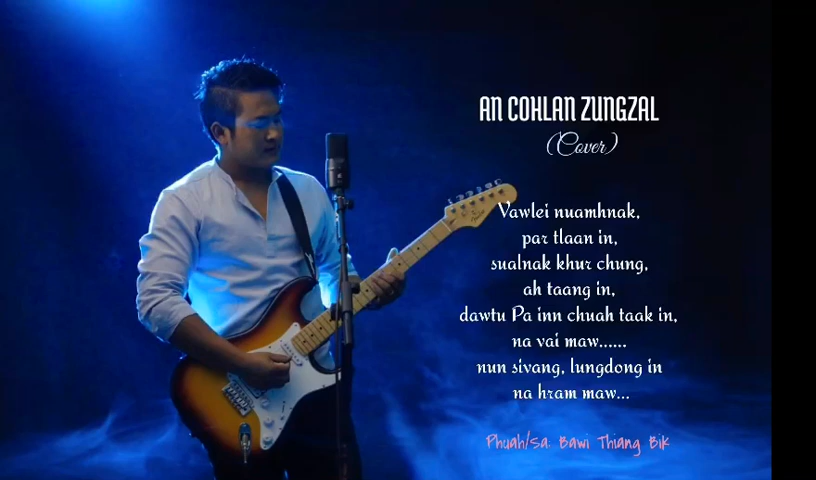 AN COHLAN ZUNGZAL
(Cover)
Vawlei nuamhnak,
par tlaan in,
sualnak khur chung,
ah taang in,
dawtu Pa inn chuah taak in,
na vai maw......
nun sivang, lungdong in
na hram maw...
Phuah/sa: Bawi Thiang Bik